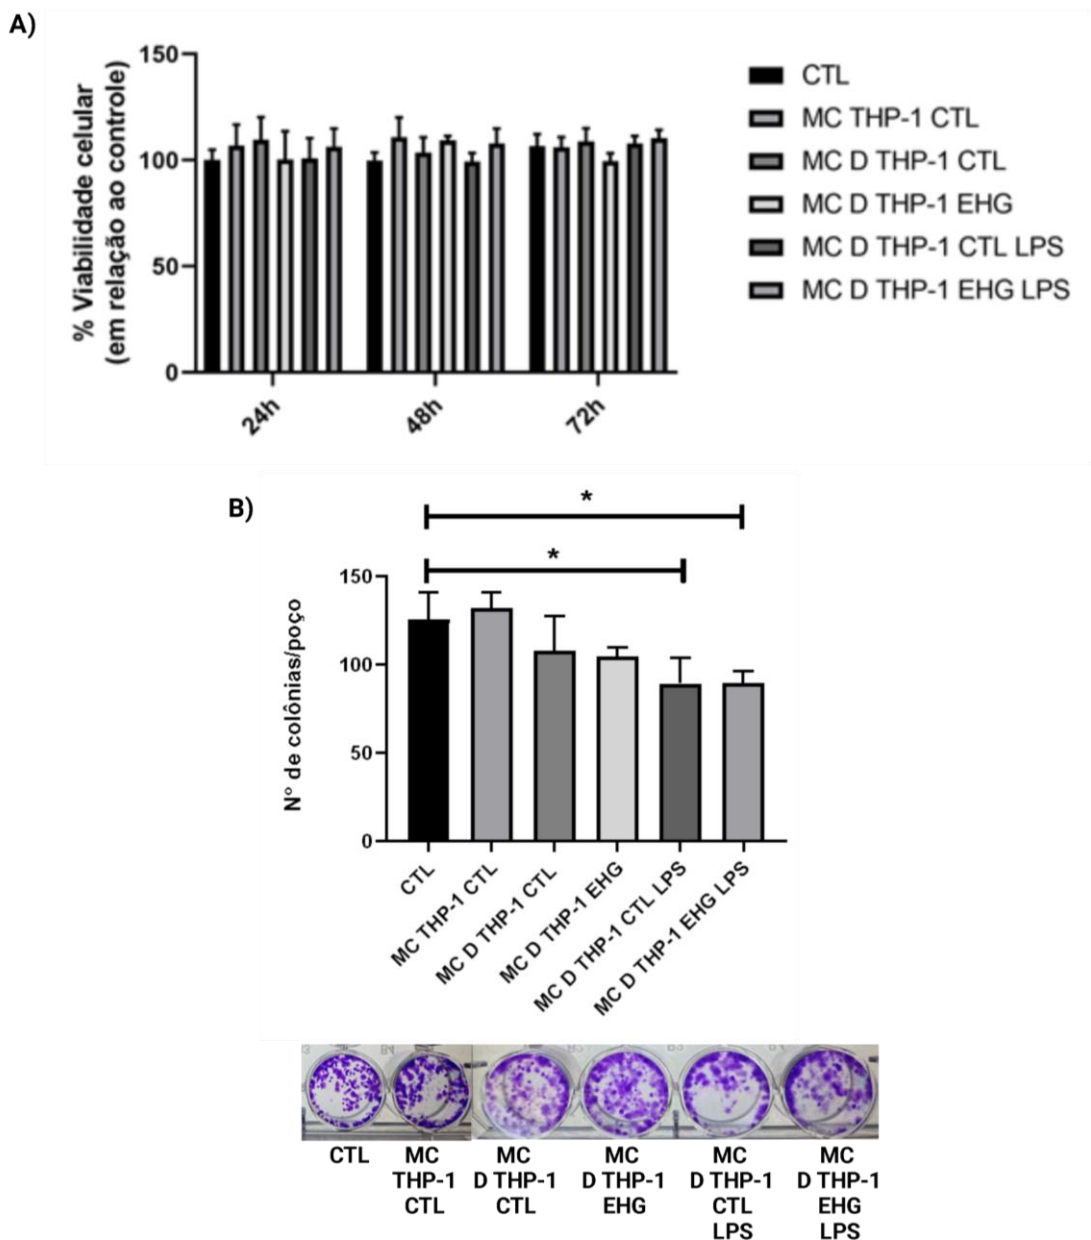 A)
% Viabilidade celular
(em relação ao controle)
150
100
50
0
24h
48h
72h
CTL
MC THP-1 CTL
MC D THP-1 CTL
MC D THP-1 EHG
MC D THP-1 CTL LPS
MC D THP-1 EHG LPS
B)
*
*
Nº de colônias/poço
150
100
50
0
CTL
MC THP-1 CTL
MC D THP-1 CTL
MC D THP-1 EHG
MC D THP-1 CTL LPS
MC D THP-1 EHG LPS
CTL
MC
THP-1
CTL
MC
D THP-1
CTL
MC
D THP-1
EHG
MC
D THP-1
CTL
LPS
MC
D THP-1
EHG
LPS